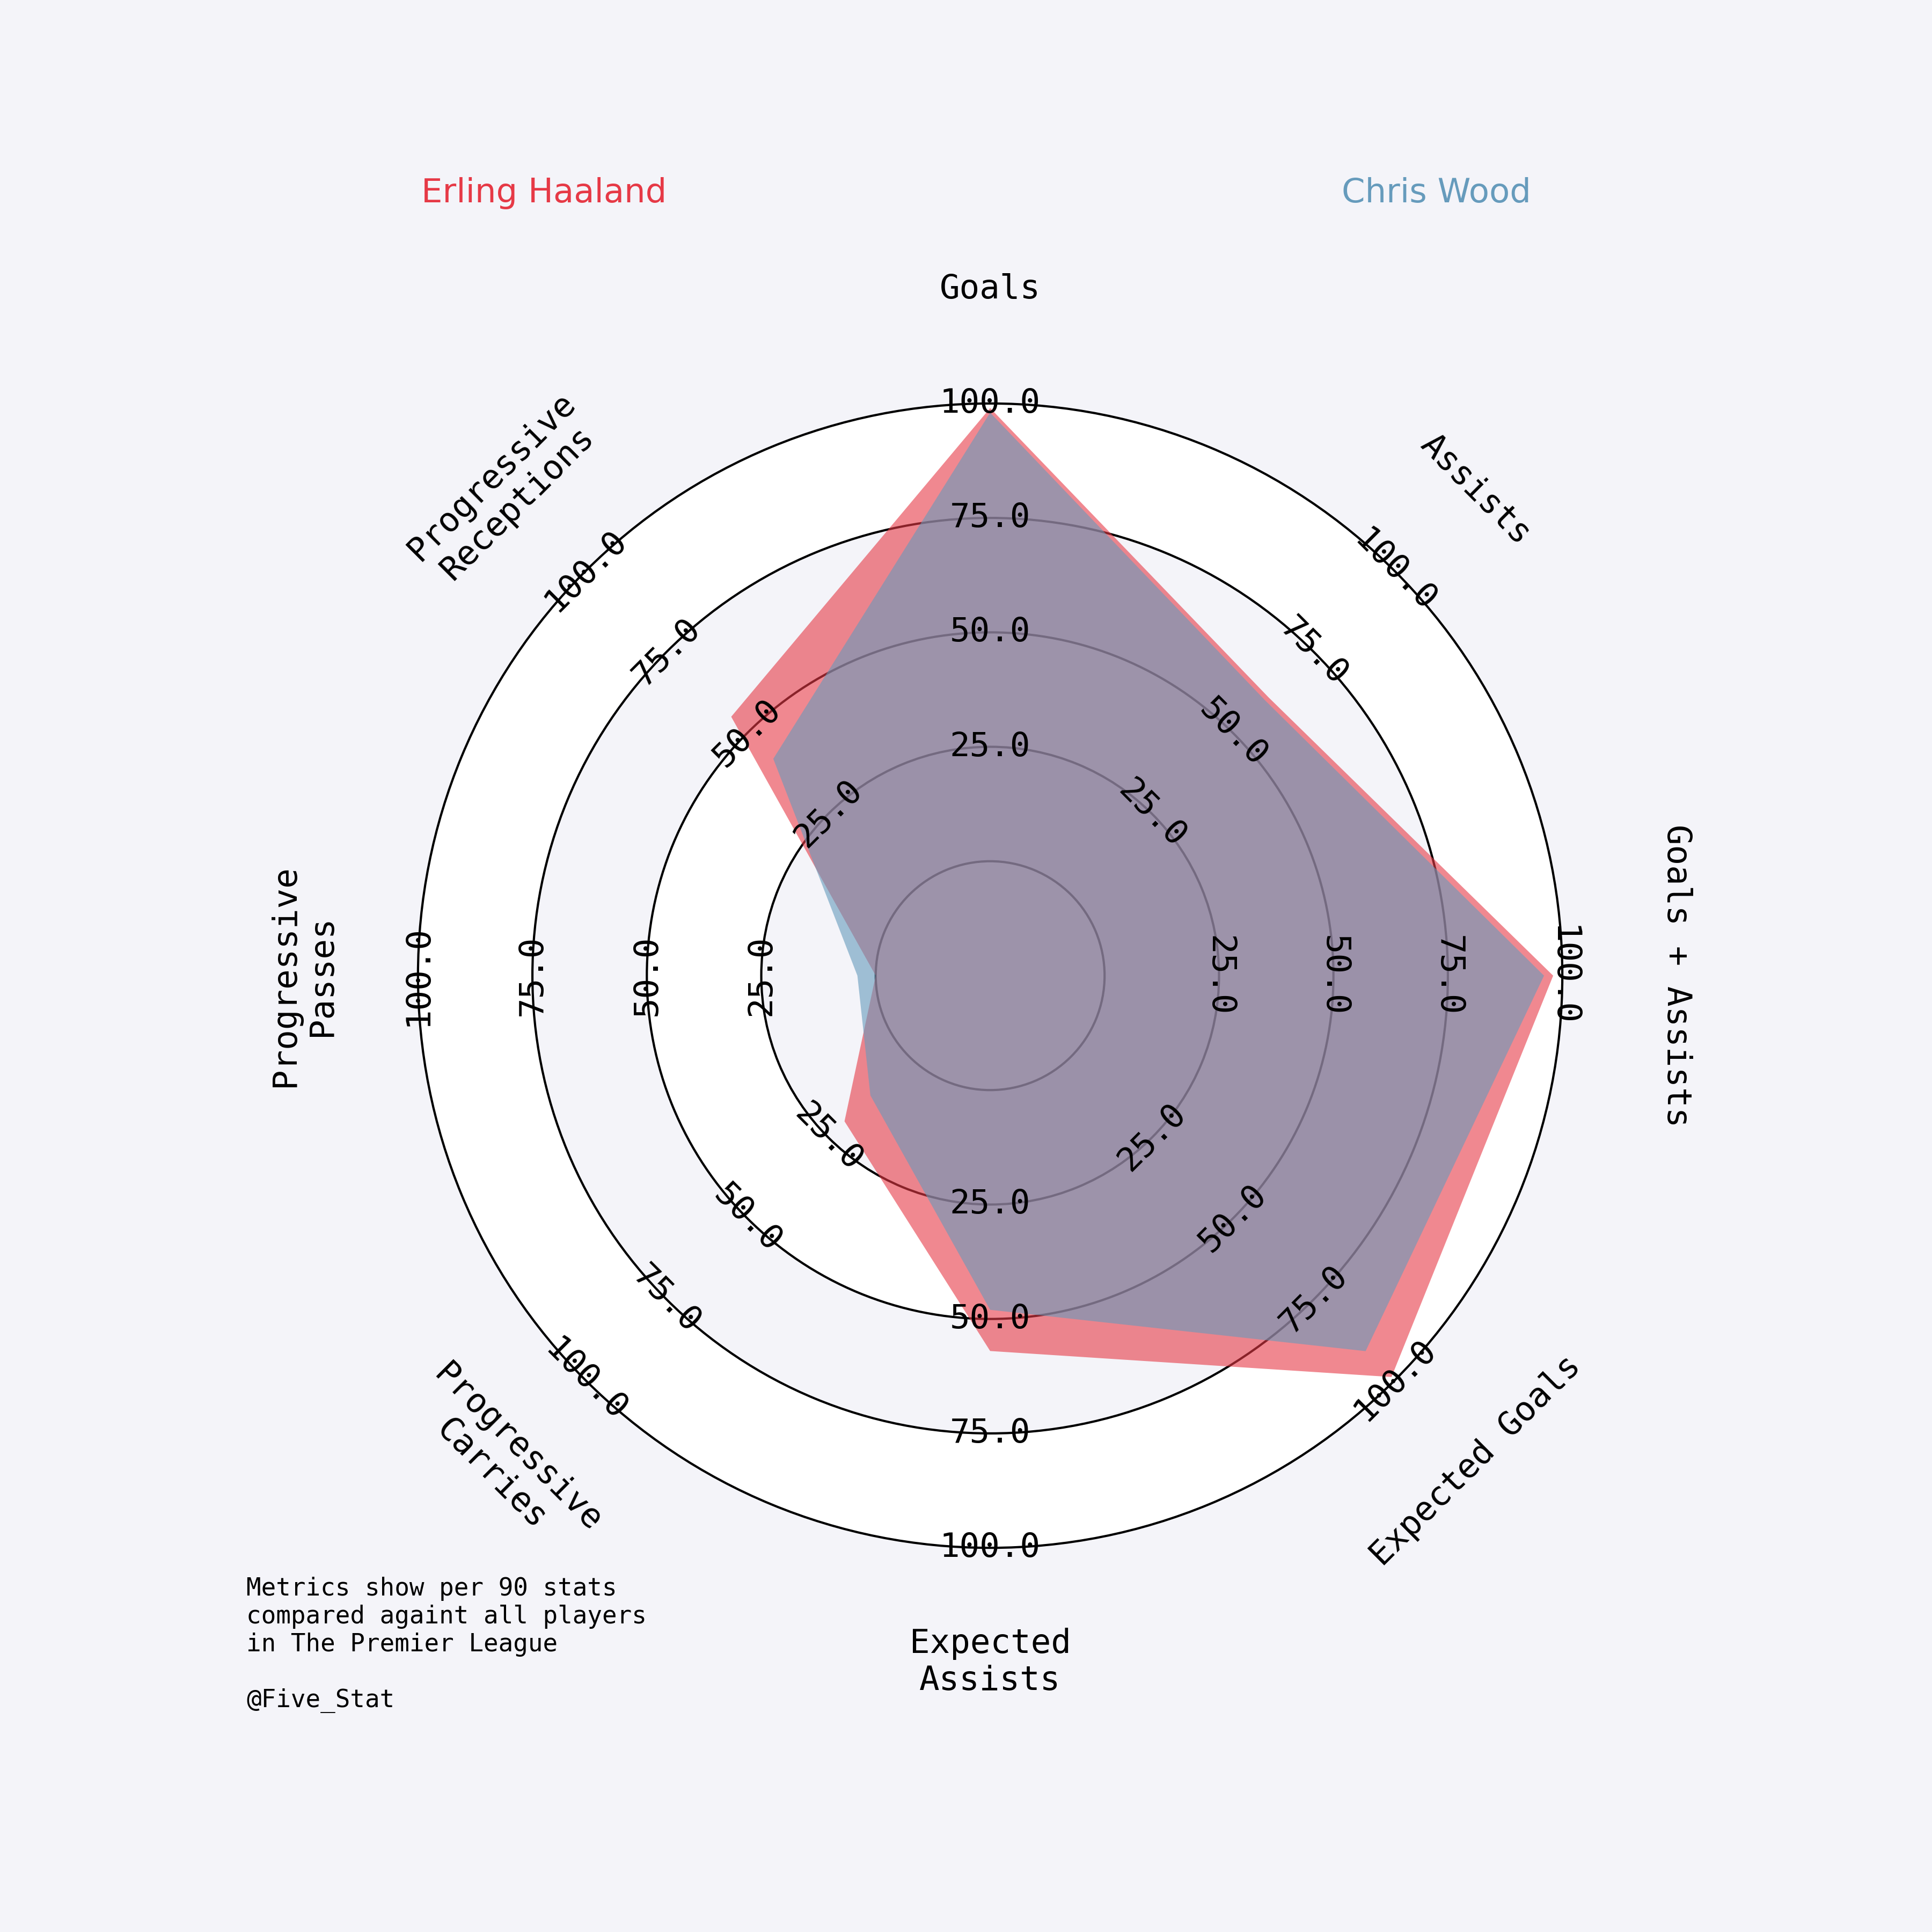 Erling Haaland
Chris Wood
Goals
Assists
Goals + Assists
Expected Goals
Expected
Assists
Progressive
Carries
Progressive
Passes
Progressive
Receptions
25.0
50.0
75.0
100.0
25.0
50.0
75.0
100.0
25.0
50.0
75.0
100.0
25.0
50.0
75.0
100.0
25.0
50.0
75.0
100.0
25.0
50.0
75.0
100.0
25.0
50.0
75.0
100.0
25.0
50.0
75.0
100.0
Metrics show per 90 stats
compared againt all players
in The Premier League
@Five_Stat